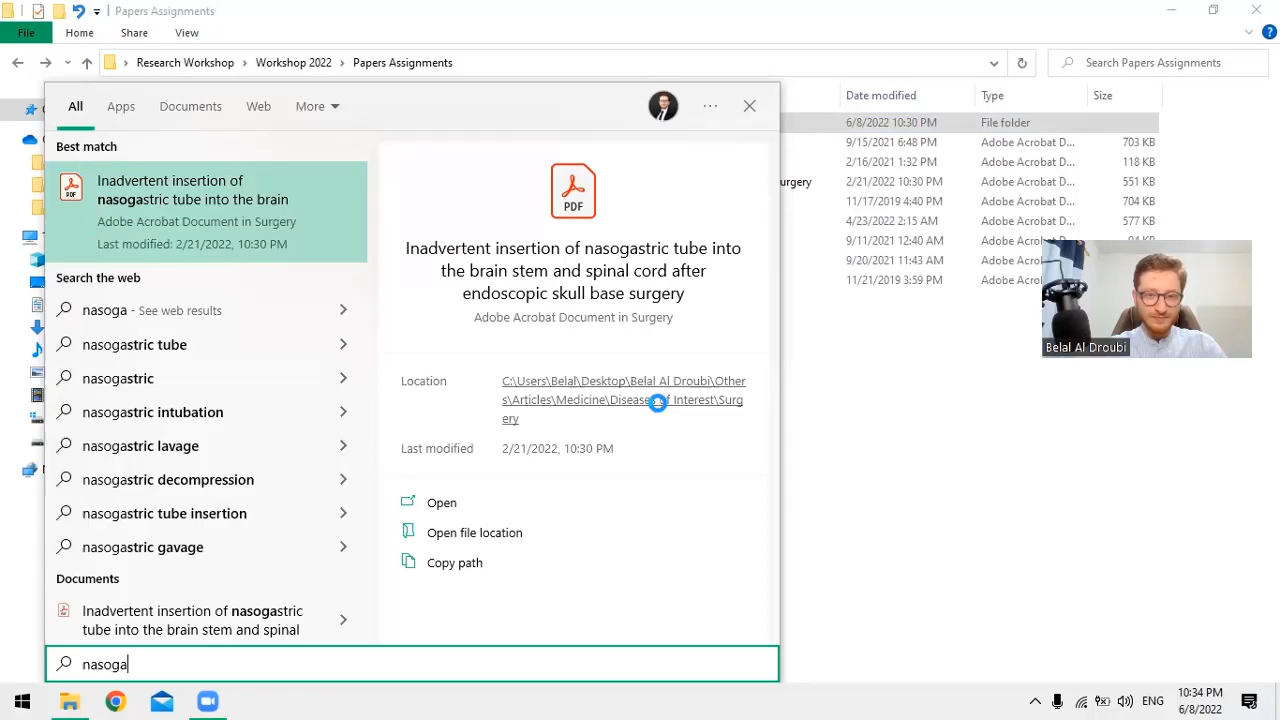 Papers Assignments
File Home Share View
Research Workshop Workshop 2022 Papers Assignments Search Papers Assignments
All Apps Documents Web More
Best match
Inadvertent insertion of
nasogastric tube into the brain
Adobe Acrobat Document in Surgery
Last modified: 2/21/2022, 10:30 PM
Search the web
nasoga - See web results
nasogastric tube
nasogastric
nasogastric intubation
nasogastric lavage
nasogastric decompression
nasogastric tube insertion
nasogastric gavage
Documents
Inadvertent insertion of nasogastric
tube into the brain stem and spinal
nasoga
PDF
Inadvertent insertion of nasogastric tube into
the brain stem and spinal cord after
endoscopic skull base surgery
Adobe Acrobat Document in Surgery
Location C:\Users\Belal\Desktop\Belal Al Droubi\Other
s\Articles\Medicine\Diseases of Interest\Surg
ery
Last modified 2/21/2022, 10:30 PM
Open
Open file location
Copy path
Date modified Type Size
6/8/2022 10:30 PM File folder
9/15/2021 6:48 PM Adobe Acrobat D... 703 KB
2/16/2021 1:32 PM Adobe Acrobat D... 118 KB
urgery 2/21/2022 10:30 PM Adobe Acrobat D... 551 KB
11/17/2019 4:40 PM Adobe Acrobat D... 704 KB
4/23/2022 2:15 AM Adobe Acrobat D... 577 KB
9/11/2021 12:40 AM Adobe Acrobat D...
9/20/2021 11:43 AM Adobe Acro
11/21/2019 3:59 PM Adobe Acro
Belal Al Droubi
ENG
10:34 PM
6/8/2022